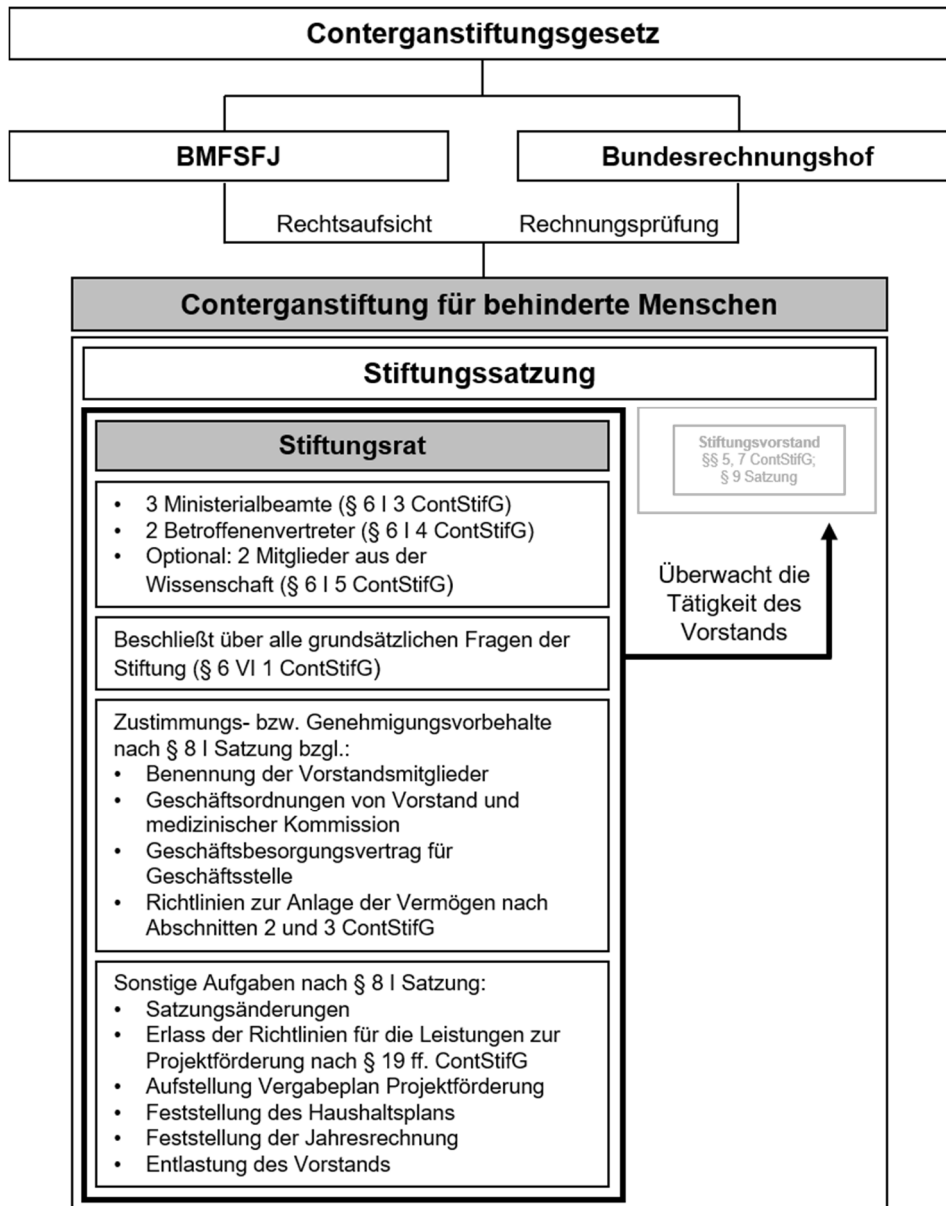 Conterganstiftungsgesetz
BMFSFJ
Bundesrechnungshof
Rechtsaufsicht
Rechnungsprüfung
Conterganstiftung für behinderte Menschen
Stiftungssatzung
Stiftungsrat
• 3 Ministerialbeamte (§ 6 I 3 ContStifG)
• 2 Betroffenenvertreter (§ 6 I 4 ContStifG)
• Optional: 2 Mitglieder aus der
Wissenschaft (§ 6 I 5 ContStifG)
Beschließt über alle grundsätzlichen Fragen der
Stiftung (§ 6 VI 1 ContStifG)
Zustimmungs- bzw. Genehmigungsvorbehalte
nach § 8 I Satzung bzgl.:
• Benennung der Vorstandsmitglieder
• Geschäftsordnungen von Vorstand und
medizinischer Kommission
• Geschäftsbesorgungsvertrag für
Geschäftsstelle
• Richtlinien zur Anlage der Vermögen nach
Abschnitten 2 und 3 ContStifG
Sonstige Aufgaben nach § 8 I Satzung:
• Satzungsänderungen
• Erlass der Richtlinien für die Leistungen zur
Projektförderung nach § 19 ff. ContStifG
• Aufstellung Vergabeplan Projektförderung
• Feststellung des Haushaltsplans
• Feststellung der Jahresrechnung
• Entlastung des Vorstands
Stiftungsvorstand
§§ 5, 7 ContStifG;
§ 9 Satzung
Überwacht die
Tätigkeit des
Vorstands